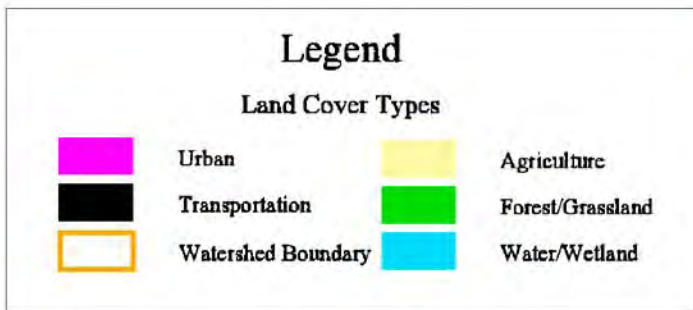 Legend
Land Cover Types
Urban
Agriculture
Transportation
Forest/Grassland
Watershed Boundary
Water/Wetland